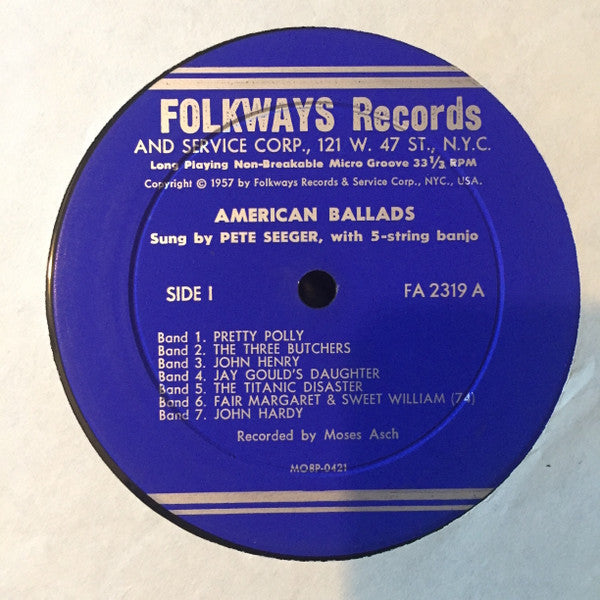 FOLKWAYS Records
AND SERVICE CORP., 121 W. 47 ST., N.Y.C.
Long Playing Non-Breakable Micro Groove 33 1/3 RPM
Copyright © 1957 by Folkways Records & Service Corp., NYC., USA.
AMERICAN BALLADS
Sung by PETE SEEGER, with 5-string banjo
SIDE I FA 2319 A
Band 1. PRETTY POLLY
Band 2. THE THREE BUTCHERS
Band 3. JOHN HENRY
Band 4. JAY GOULD'S DAUGHTER
Band 5. THE TITANIC DISASTER
Band 6. FAIR MARGARET & SWEET WILLIAM (74)
Band 7. JOHN HARDY
Recorded by Moses Asch
MO8P-0421